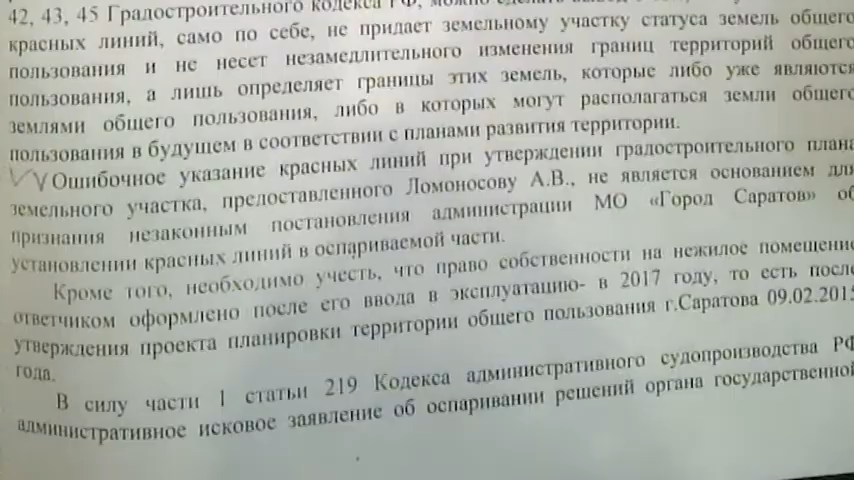 42, 43, 45 Градостроительного кодекса РФ, можно сделать вывод
красных линий, само по себе, не придает земельному участку статуса земель общего
пользования и не несет незамедлительного изменения границ территорий общего
пользования, а лишь определяет границы этих земель, которые либо уже являются
землями общего пользования, либо в которых могут располагаться земли общего
пользования в будущем в соответствии с планами развития территории.
Ошибочное указание красных линий при утверждении градостроительного плана
земельного участка, предоставленного Ломоносову А.В., не является основанием для
признания незаконным постановления администрации МО «Город Саратов» об
установлении красных линий в оспариваемой части.
Кроме того, необходимо учесть, что право собственности на нежилое помещение
ответчиком оформлено после его ввода в эксплуатацию- в 2017 году, то есть после
утверждения проекта планировки территории общего пользования г.Саратова 09.02.2015
года.
В силу части 1 статьи 219 Кодекса административного судопроизводства РФ
административное исковое заявление об оспаривании решений органа государственной